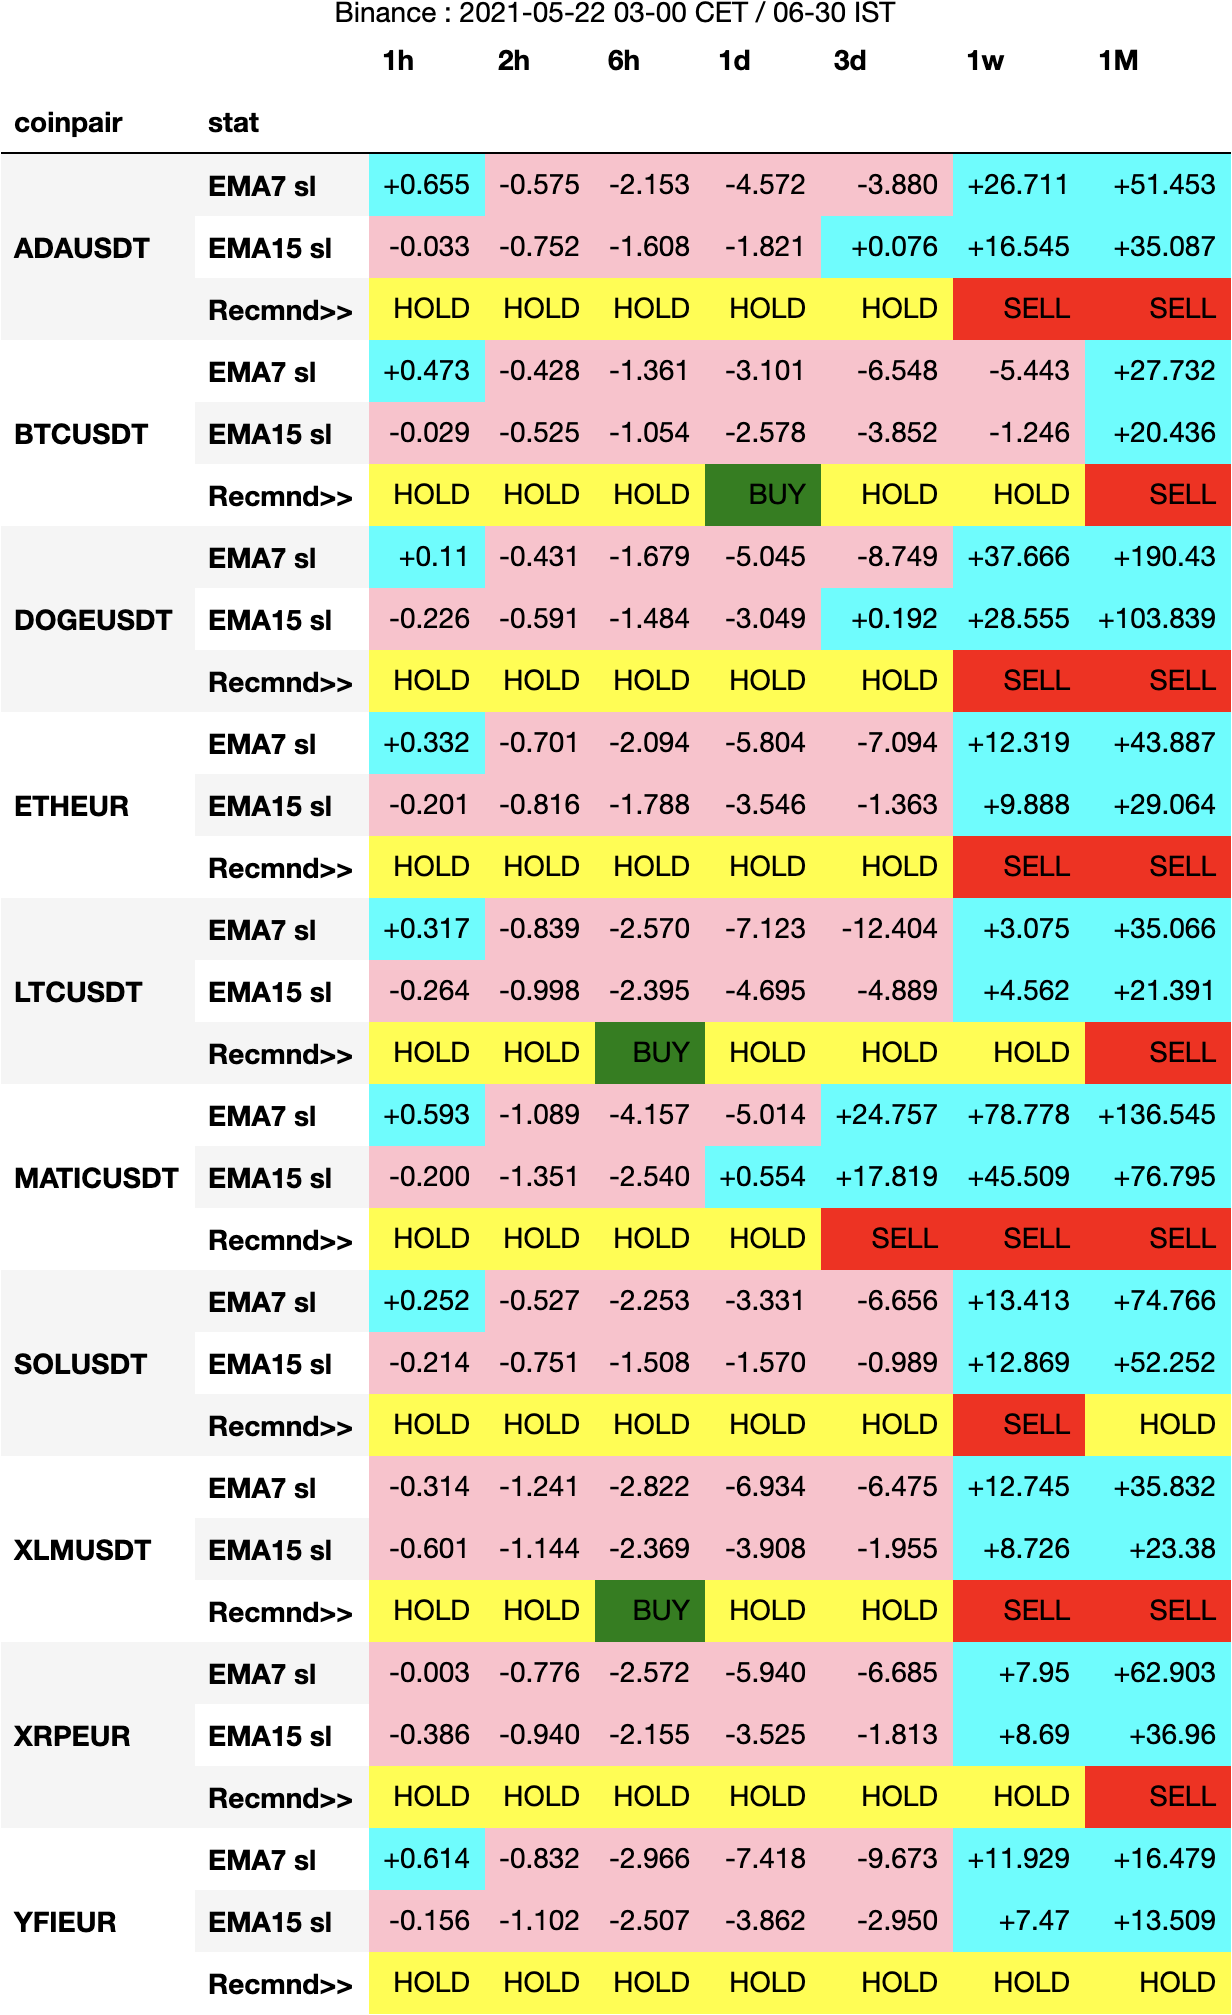 Binance : 2021-05-22 03-00 CET / 06-30 IST
1h 2h 6h 1d 3d 1w 1M
coinpair stat
EMA7 sl +0.655 -0.575 -2.153 -4.572 -3.880 +26.711 +51.453
ADAUSDT EMA15 sl -0.033 -0.752 -1.608 -1.821 +0.076 +16.545 +35.087
Recmnd>> HOLD HOLD HOLD HOLD HOLD SELL SELL
EMA7 sl +0.473 -0.428 -1.361 -3.101 -6.548 -5.443 +27.732
BTCUSDT EMA15 sl -0.029 -0.525 -1.054 -2.578 -3.852 -1.246 +20.436
Recmnd>> HOLD HOLD HOLD BUY HOLD HOLD SELL
EMA7 sl +0.11 -0.431 -1.679 -5.045 -8.749 +37.666 +190.43
DOGEUSDT EMA15 sl -0.226 -0.591 -1.484 -3.049 +0.192 +28.555 +103.839
Recmnd>> HOLD HOLD HOLD HOLD HOLD SELL SELL
EMA7 sl +0.332 -0.701 -2.094 -5.804 -7.094 +12.319 +43.887
ETHEUR EMA15 sl -0.201 -0.816 -1.788 -3.546 -1.363 +9.888 +29.064
Recmnd>> HOLD HOLD HOLD HOLD HOLD SELL SELL
EMA7 sl +0.317 -0.839 -2.570 -7.123 -12.404 +3.075 +35.066
LTCUSDT EMA15 sl -0.264 -0.998 -2.395 -4.695 -4.889 +4.562 +21.391
Recmnd>> HOLD HOLD BUY HOLD HOLD HOLD SELL
EMA7 sl +0.593 -1.089 -4.157 -5.014 +24.757 +78.778 +136.545
MATICUSDT EMA15 sl -0.200 -1.351 -2.540 +0.554 +17.819 +45.509 +76.795
Recmnd>> HOLD HOLD HOLD HOLD SELL SELL SELL
EMA7 sl +0.252 -0.527 -2.253 -3.331 -6.656 +13.413 +74.766
SOLUSDT EMA15 sl -0.214 -0.751 -1.508 -1.570 -0.989 +12.869 +52.252
Recmnd>> HOLD HOLD HOLD HOLD HOLD SELL HOLD
EMA7 sl -0.314 -1.241 -2.822 -6.934 -6.475 +12.745 +35.832
XLMUSDT EMA15 sl -0.601 -1.144 -2.369 -3.908 -1.955 +8.726 +23.38
Recmnd>> HOLD HOLD BUY HOLD HOLD SELL SELL
EMA7 sl -0.003 -0.776 -2.572 -5.940 -6.685 +7.95 +62.903
XRPEUR EMA15 sl -0.386 -0.940 -2.155 -3.525 -1.813 +8.69 +36.96
Recmnd>> HOLD HOLD HOLD HOLD HOLD HOLD SELL
EMA7 sl +0.614 -0.832 -2.966 -7.418 -9.673 +11.929 +16.479
YFIEUR EMA15 sl -0.156 -1.102 -2.507 -3.862 -2.950 +7.47 +13.509
Recmnd>> HOLD HOLD HOLD HOLD HOLD HOLD HOLD